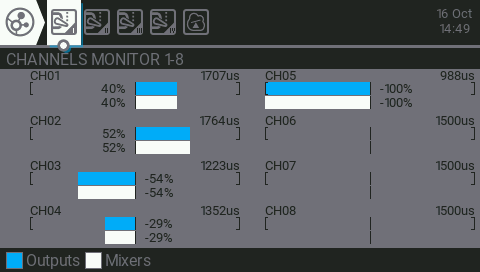 16 Oct
14:49
CHANNELS MONITOR 1-8
CH01 1707us
40%
40%
CH02 1764us
52%
52%
CH03 1223us
-54%
-54%
CH04 1352us
-29%
-29%
CH05 988us
-100%
-100%
CH06 1500us
CH07 1500us
CH08 1500us
Outputs Mixers